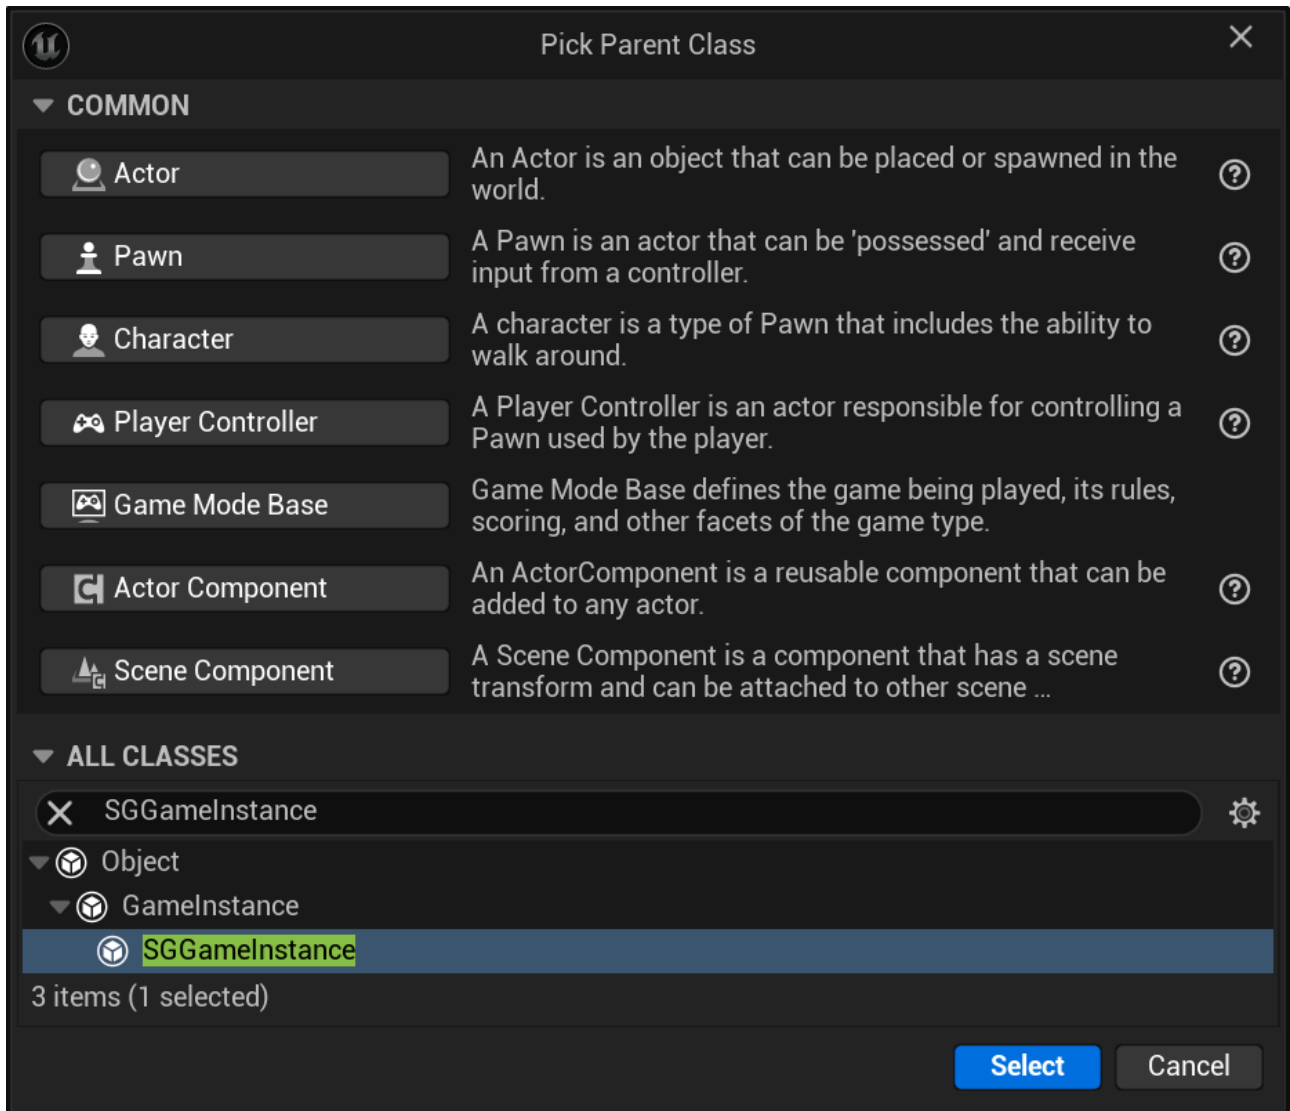 Pick Parent Class
COMMON
Actor
An Actor is an object that can be placed or spawned in the
world.
Pawn
A Pawn is an actor that can be 'possessed' and receive
input from a controller.
Character
A character is a type of Pawn that includes the ability to
walk around.
Player Controller
A Player Controller is an actor responsible for controlling a
Pawn used by the player.
Game Mode Base
Game Mode Base defines the game being played, its rules,
scoring, and other facets of the game type.
Actor Component
An ActorComponent is a reusable component that can be
added to any actor.
Scene Component
A Scene Component is a component that has a scene
transform and can be attached to other scene ...
ALL CLASSES
SGGameInstance
Object
GameInstance
SGGameInstance
3 items (1 selected)
Select
Cancel